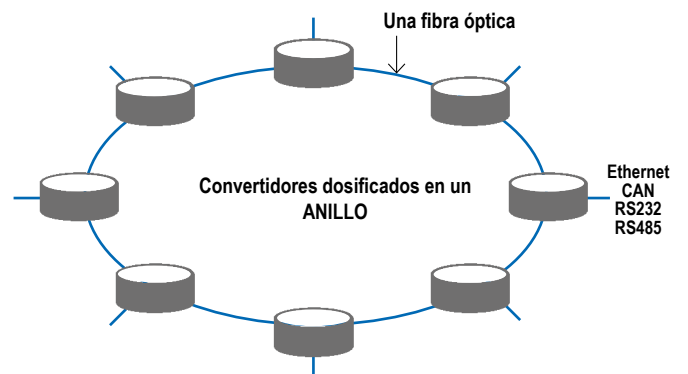 Una fibra óptica
Convertidores dosificados en un
ANILLO
Ethernet
CAN
RS232
RS485